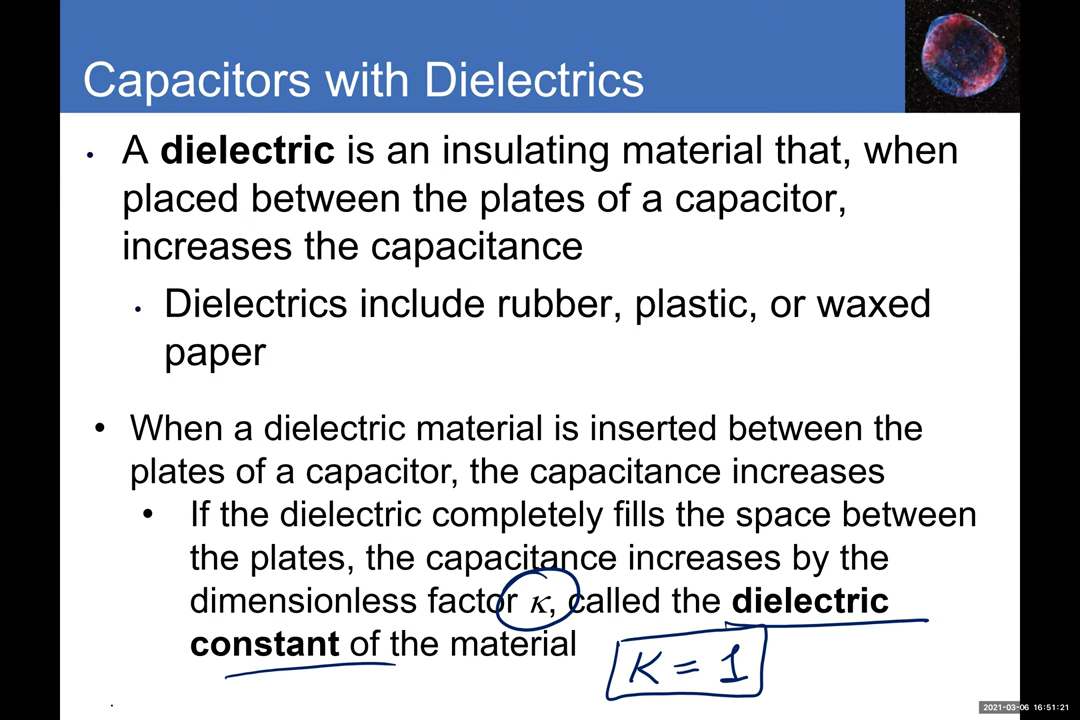 Capacitors with Dielectrics
• A dielectric is an insulating material that, when
placed between the plates of a capacitor,
increases the capacitance
• Dielectrics include rubber, plastic, or waxed
paper
• When a dielectric material is inserted between the
plates of a capacitor, the capacitance increases
• If the dielectric completely fills the space between
the plates, the capacitance increases by the
dimensionless factor κ, called the dielectric
constant of the material
K = 1
2021-03-06 16:51:21